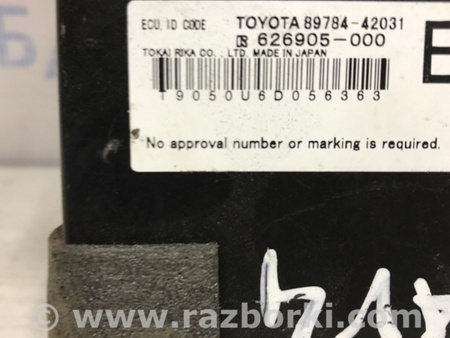 ECU, ID CODE TOYOTA 89784-42031
626905-000
TOKAI RIKA CO., LTD. MADE IN JAPAN
19050U6D056363
No approval number or marking is required.
www.razborki.com